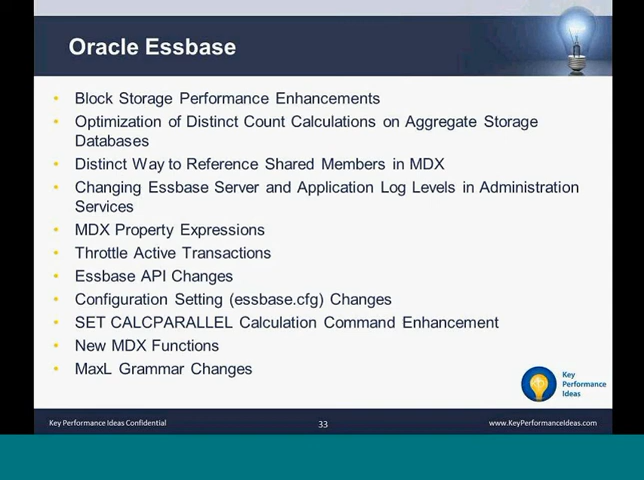 Oracle Essbase
• Block Storage Performance Enhancements
• Optimization of Distinct Count Calculations on Aggregate Storage
Databases
• Distinct Way to Reference Shared Members in MDX
• Changing Essbase Server and Application Log Levels in Administration
Services
• MDX Property Expressions
• Throttle Active Transactions
• Essbase API Changes
• Configuration Setting (essbase.cfg) Changes
• SET CALCPARALLEL Calculation Command Enhancement
• New MDX Functions
• MaxL Grammar Changes
Key
Performance
Ideas
Key Performance Ideas Confidential
33
www.KeyPerformanceIdeas.com